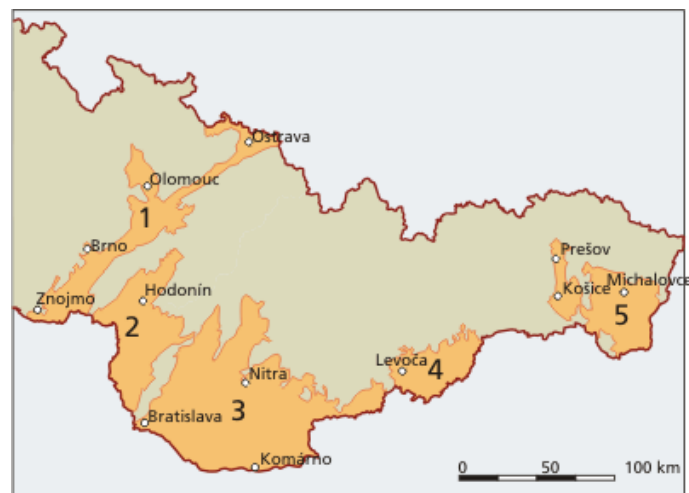 Ostrava
Olomouc
1
Brno
Prešov
Znojmo
Hodonín
Košice
Michalovce
5
2
Levoča
4
Nitra
3
Bratislava
Komárno
0 50 100 km